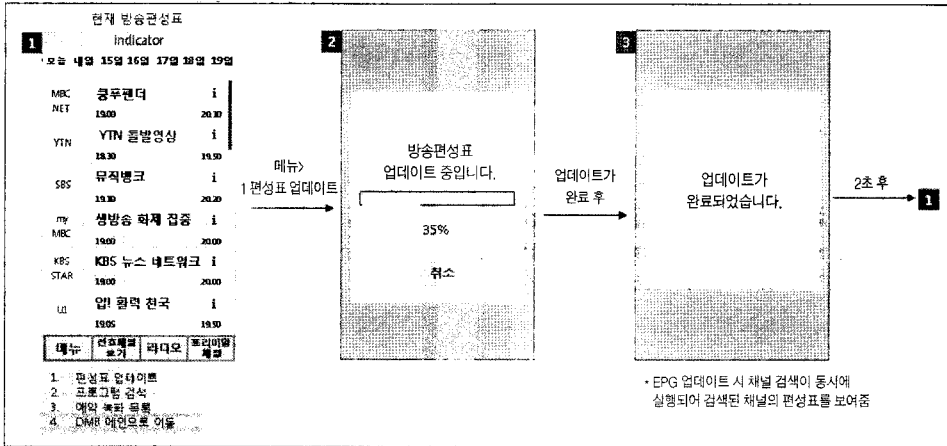 현재 방송편성표
1
Indicator
오늘 내일 15일 16일 17일 18일 19일
MBC NET 쿵푸팬더 i
19:00 20:30
YTN YTN 돌발영상 i
18:30 19:50
SBS 뮤직뱅크 i
19:30 20:20
my MBC 생방송 화제 집중 i
19:00 20:00
KBS STAR KBS 뉴스 네트워크 i
19:00 20:00
U1 입! 활력 천국 i
19:05 19:50
메뉴 선호채널 보기 라디오 프리미엄 채널
1. 편성표 업데이트
2. 프로그램 검색
3. 예약 녹화 목록
4. DMB 메인으로 이동
메뉴>
1 편성표 업데이트
2
방송편성표
업데이트 중입니다.
35%
취소
업데이트가
완료 후
3
업데이트가
완료되었습니다.
2초 후
1
* EPG 업데이트 시 채널 검색이 동시에
실행되어 검색된 채널의 편성표를 보여줌